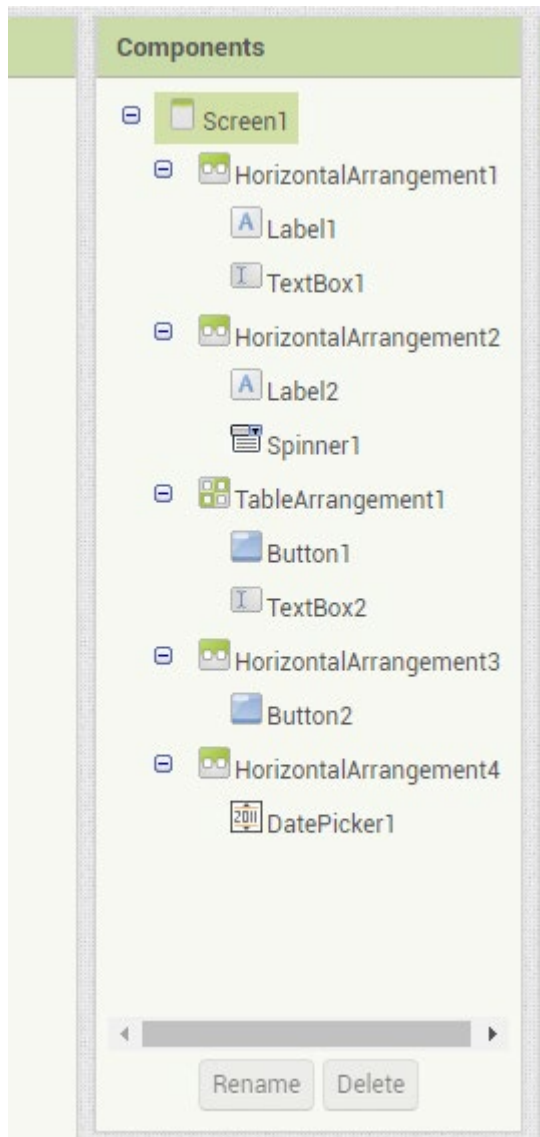 Components
Screen1
HorizontalArrangement1
Label1
TextBox1
HorizontalArrangement2
Label2
Spinner1
TableArrangement1
Button1
TextBox2
HorizontalArrangement3
Button2
HorizontalArrangement4
DatePicker1
Rename Delete